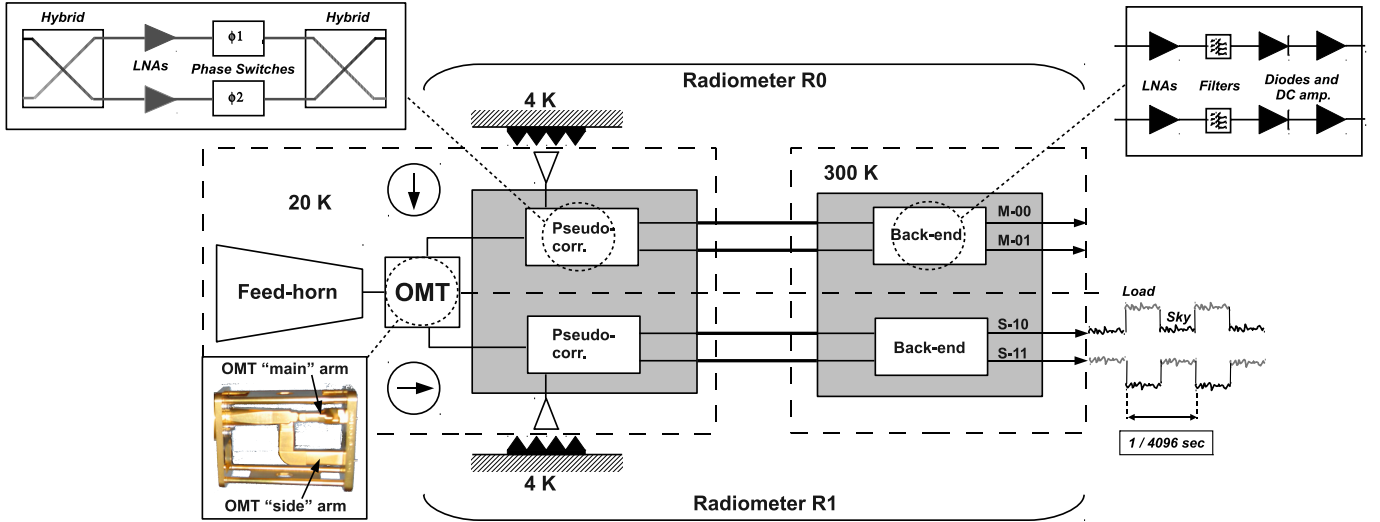 Hybrid
Hybrid
ϕ1
LNAs
Phase Switches
ϕ2
Radiometer R0
4 K
LNAs
Filters
Diodes and
DC amp.
20 K
300 K
Pseudo-
corr.
Back-end
M-00
M-01
Feed-horn
OMT
Pseudo-
corr.
Back-end
S-10
S-11
Load
Sky
1 / 4096 sec
OMT “main” arm
OMT “side” arm
4 K
Radiometer R1